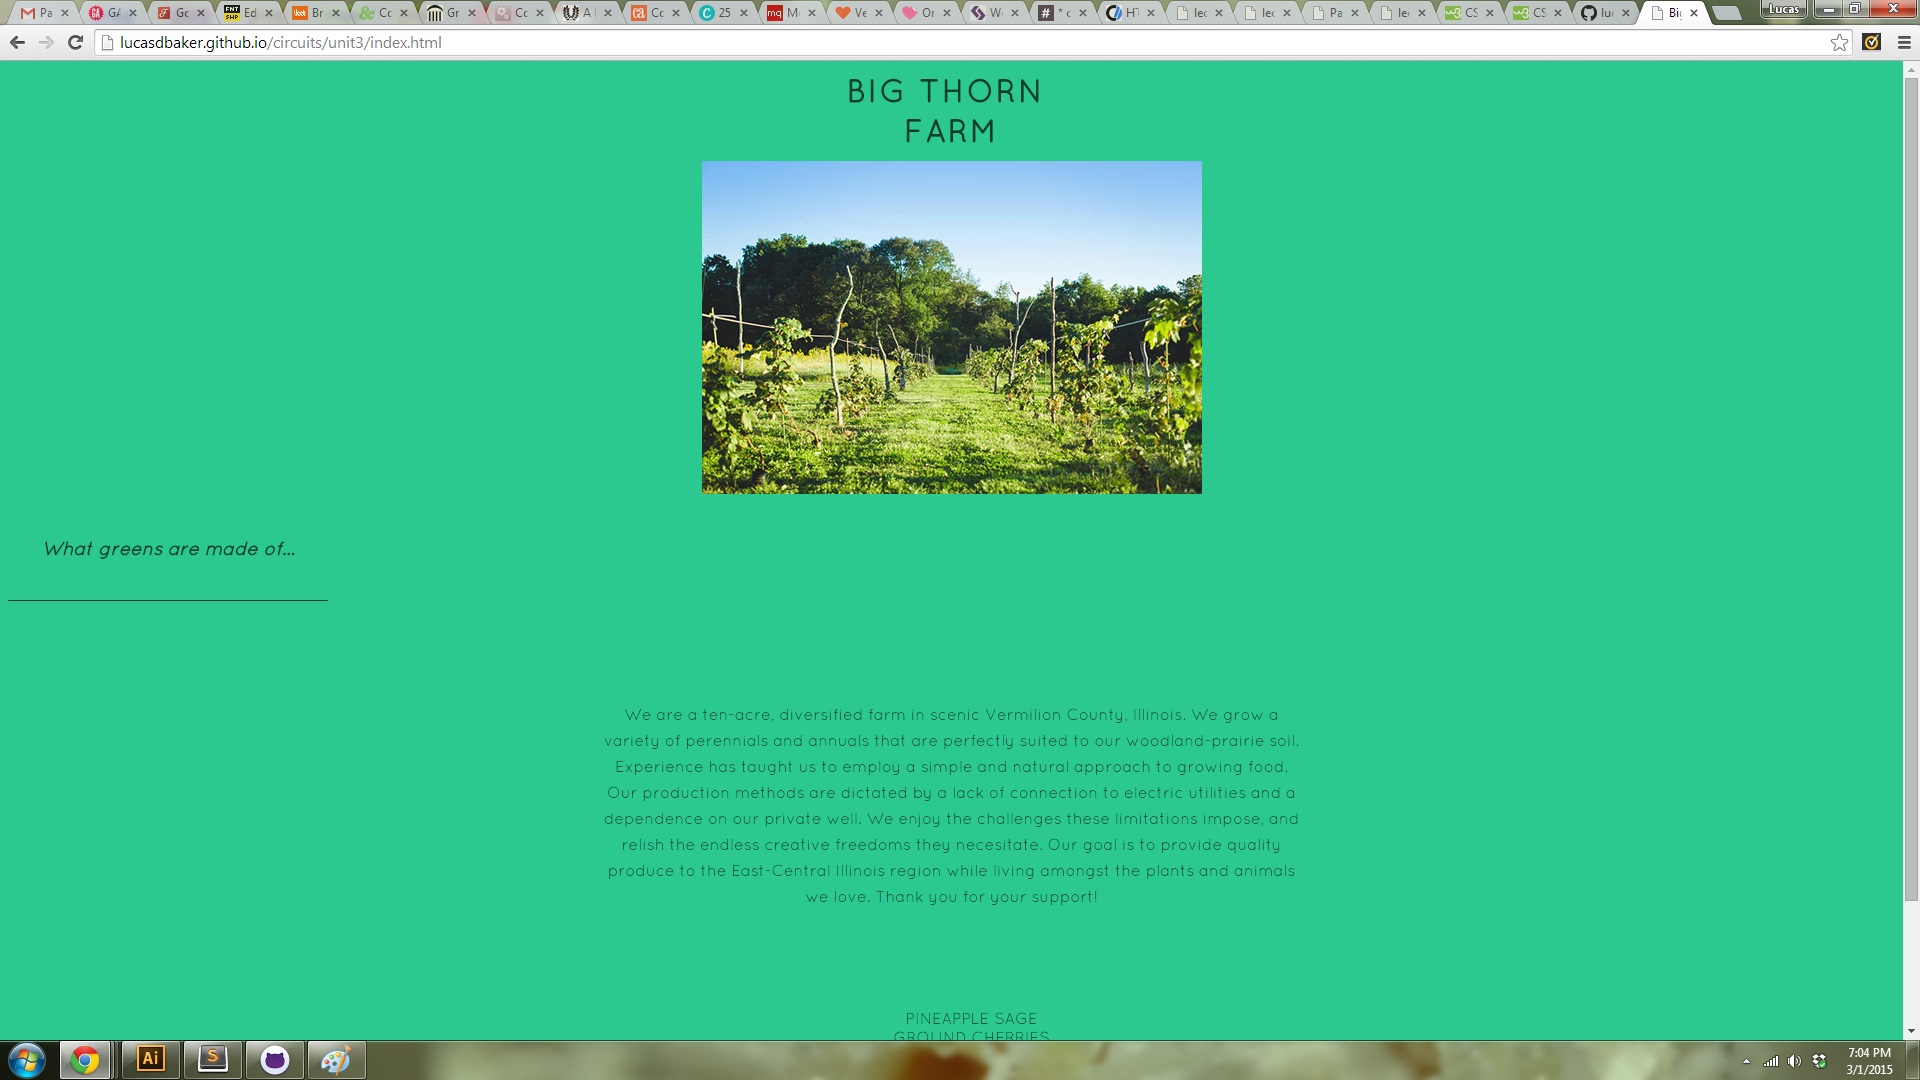 Pa
GA
Go
Ed
Br
Co
Gr
Co
A
Co
25
M
Ve
Or
W
* c
HT
lec
lec
Pa
le
CS
CS
lu
Bi
Lucas
lucasdbaker.github.io/circuits/unit3/index.html
BIG THORN
FARM
What greens are made of...
We are a ten-acre, diversified farm in scenic Vermilion County, Illinois. We grow a
variety of perennials and annuals that are perfectly suited to our woodland-prairie soil.
Experience has taught us to employ a simple and natural approach to growing food.
Our production methods are dictated by a lack of connection to electric utilities and a
dependence on our private well. We enjoy the challenges these limitations impose, and
relish the endless creative freedoms they necessitate. Our goal is to provide quality
produce to the East-Central Illinois region while living amongst the plants and animals
we love. Thank you for your support!
PINEAPPLE SAGE
GROUND CHERRIES
Ai
S
7:04 PM
3/1/2015